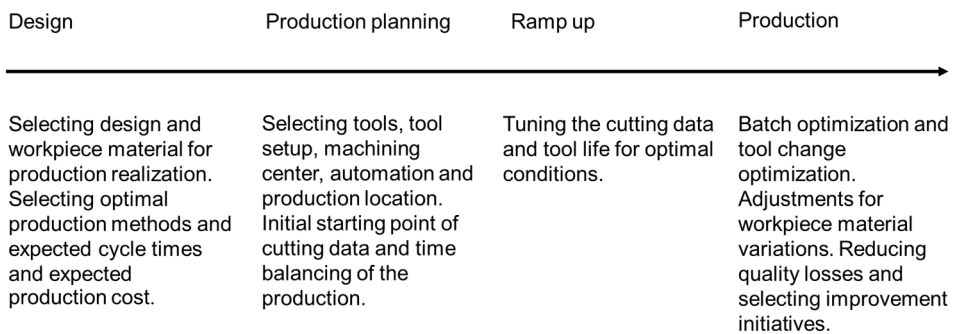 Design
Production planning
Ramp up
Production
Selecting design and
workpiece material for
production realization.
Selecting optimal
production methods and
expected cycle times
and expected
production cost.
Selecting tools, tool
setup, machining
center, automation and
production location.
Initial starting point of
cutting data and time
balancing of the
production.
Tuning the cutting data
and tool life for optimal
conditions.
Batch optimization and
tool change
optimization.
Adjustments for
workpiece material
variations. Reducing
quality losses and
selecting improvement
initiatives.